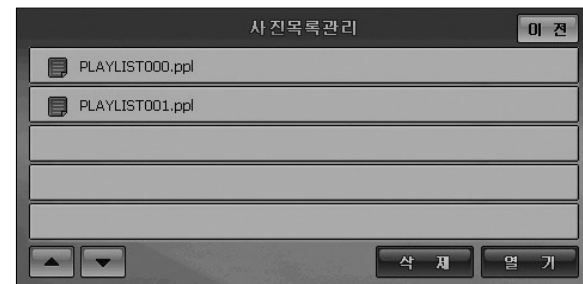 사진목록관리
이 전
PLAYLIST000.ppl
PLAYLIST001.ppl
삭 제
열 기